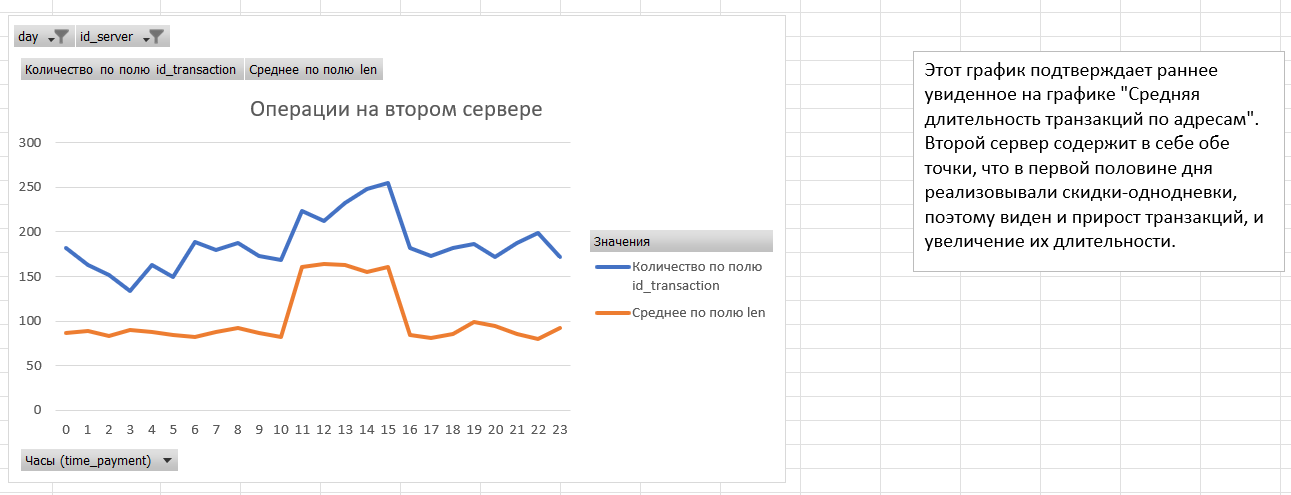 day id_server
Количество по полю id_transaction Среднее по полю len
Операции на втором сервере
300
250
200
150
100
50
0
0 1 2 3 4 5 6 7 8 9 10 11 12 13 14 15 16 17 18 19 20 21 22 23
Часы (time_payment)
Значения
Количество по полю
id_transaction
Среднее по полю len
Этот график подтверждает раннее
увиденное на графике "Средняя
длительность транзакций по адресам".
Второй сервер содержит в себе обе
точки, что в первой половине дня
реализовывали скидки-однодневки,
поэтому виден и прирост транзакций, и
увеличение их длительности.